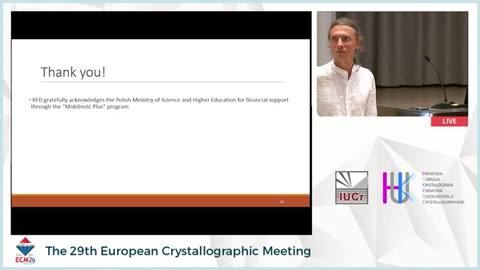 Thank you!
KFD gratefully acknowledges the Polish Ministry of Science and Higher Education for financial support
through the "Mobilność Plus" program
LIVE
IUCr
HRVATSKA
UDRUGA
KRISTALOGRAFA
CROATIAN
ASSOCIATION of
CRYSTALLOGRAPHERS
ECM29
The 29th European Crystallographic Meeting